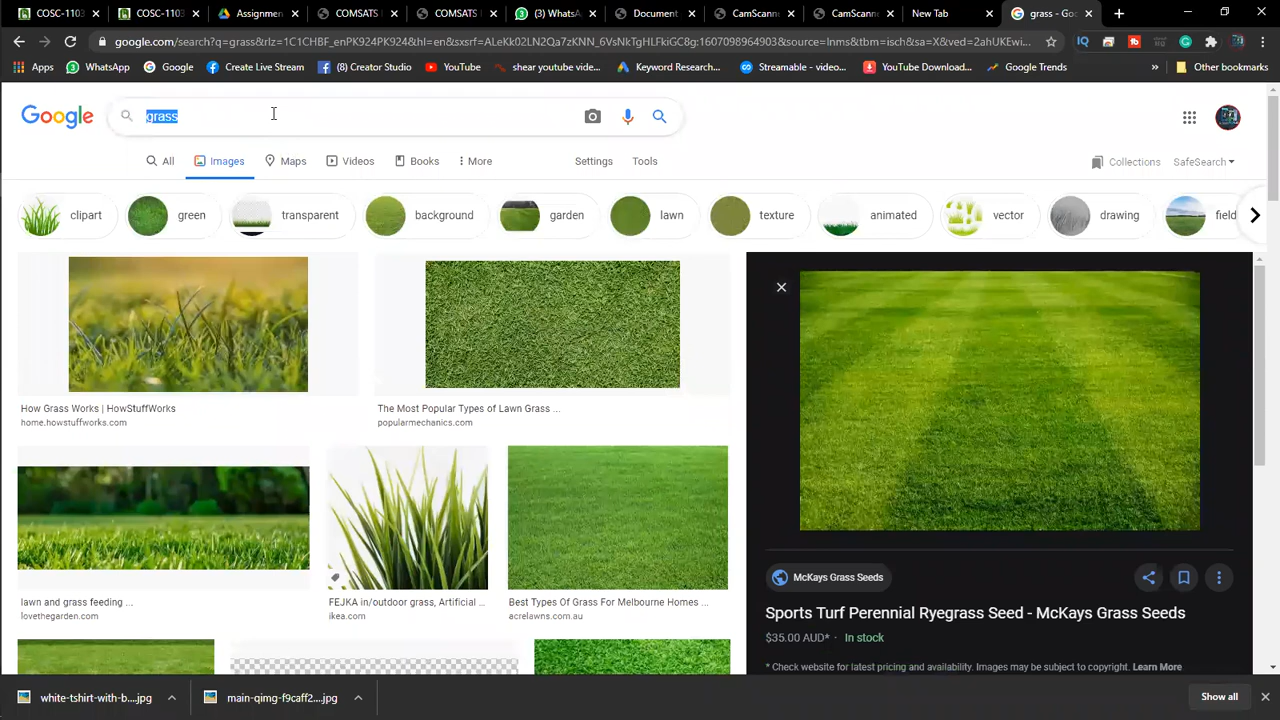 COSC-1103
COSC-1103
Assignmen
COMSATS
COMSATS
(3) WhatsA
Document
CamScanne
CamScanne
New Tab
grass - Goo
google.com/search?q=grass&rlz=1C1CHBF_enPK924PK924&hl=en&sxsrf=ALeKk02LN2Qa7zKNN_6VsNkTgHLFkiGC8g:1607098964903&source=lnms&tbm=isch&sa=X&ved=2ahUKEwi...
Apps
WhatsApp
Google
Create Live Stream
(8) Creator Studio
YouTube
shear youtube vide...
Keyword Research...
Streamable - video...
YouTube Download...
Google Trends
»
Other bookmarks
Google
grass
All
Images
Maps
Videos
Books
More
Settings
Tools
Collections
SafeSearch
clipart
green
transparent
background
garden
lawn
texture
animated
vector
drawing
field
How Grass Works | HowStuffWorks
home.howstuffworks.com
The Most Popular Types of Lawn Grass ...
popularmechanics.com
lawn and grass feeding ...
lovethegarden.com
FEJKA in/outdoor grass, Artificial ...
ikea.com
Best Types Of Grass For Melbourne Homes ...
acrelawns.com.au
McKays Grass Seeds
Sports Turf Perennial Ryegrass Seed - McKays Grass Seeds
$35.00 AUD* · In stock
* Check website for latest pricing and availability. Images may be subject to copyright. Learn More
white-tshirt-with-b....jpg
main-qimg-f9caff2....jpg
Show all